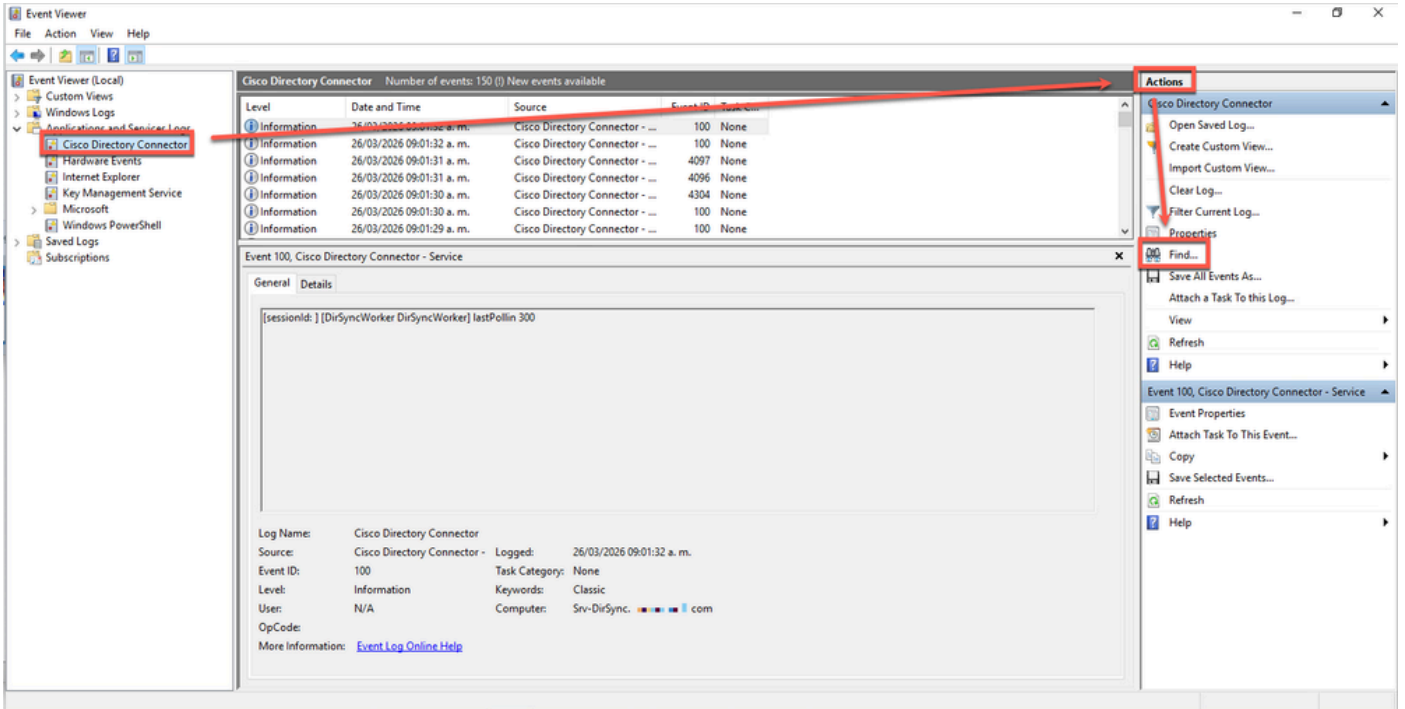 Event Viewer
File Action View Help
Event Viewer (Local)
Custom Views
Windows Logs
Applications and Services Logs
Cisco Directory Connector
Hardware Events
Internet Explorer
Key Management Service
Microsoft
Windows PowerShell
Saved Logs
Subscriptions
Cisco Directory Connector Number of events: 150 (!) New events available
Level Date and Time Source Event ID Task C...
Information 26/03/2026 09:01:32 a. m. Cisco Directory Connector - ... 100 None
Information 26/03/2026 09:01:32 a. m. Cisco Directory Connector - ... 100 None
Information 26/03/2026 09:01:31 a. m. Cisco Directory Connector - ... 4097 None
Information 26/03/2026 09:01:31 a. m. Cisco Directory Connector - ... 4096 None
Information 26/03/2026 09:01:30 a. m. Cisco Directory Connector - ... 4304 None
Information 26/03/2026 09:01:30 a. m. Cisco Directory Connector - ... 100 None
Information 26/03/2026 09:01:29 a. m. Cisco Directory Connector - ... 100 None
Event 100, Cisco Directory Connector - Service
General Details
[sessionId: ] [DirSyncWorker DirSyncWorker] lastPollin 300
Log Name: Cisco Directory Connector
Source: Cisco Directory Connector - Logged: 26/03/2026 09:01:32 a. m.
Event ID: 100 Task Category: None
Level: Information Keywords: Classic
User: N/A Computer: Srv-DirSync. com
OpCode:
More Information: Event Log Online Help
Actions
Cisco Directory Connector
Open Saved Log...
Create Custom View...
Import Custom View...
Clear Log...
Filter Current Log...
Properties
Find...
Save All Events As...
Attach a Task To this Log...
View
Refresh
Help
Event 100, Cisco Directory Connector - Service
Event Properties
Attach Task To This Event...
Copy
Save Selected Events...
Refresh
Help